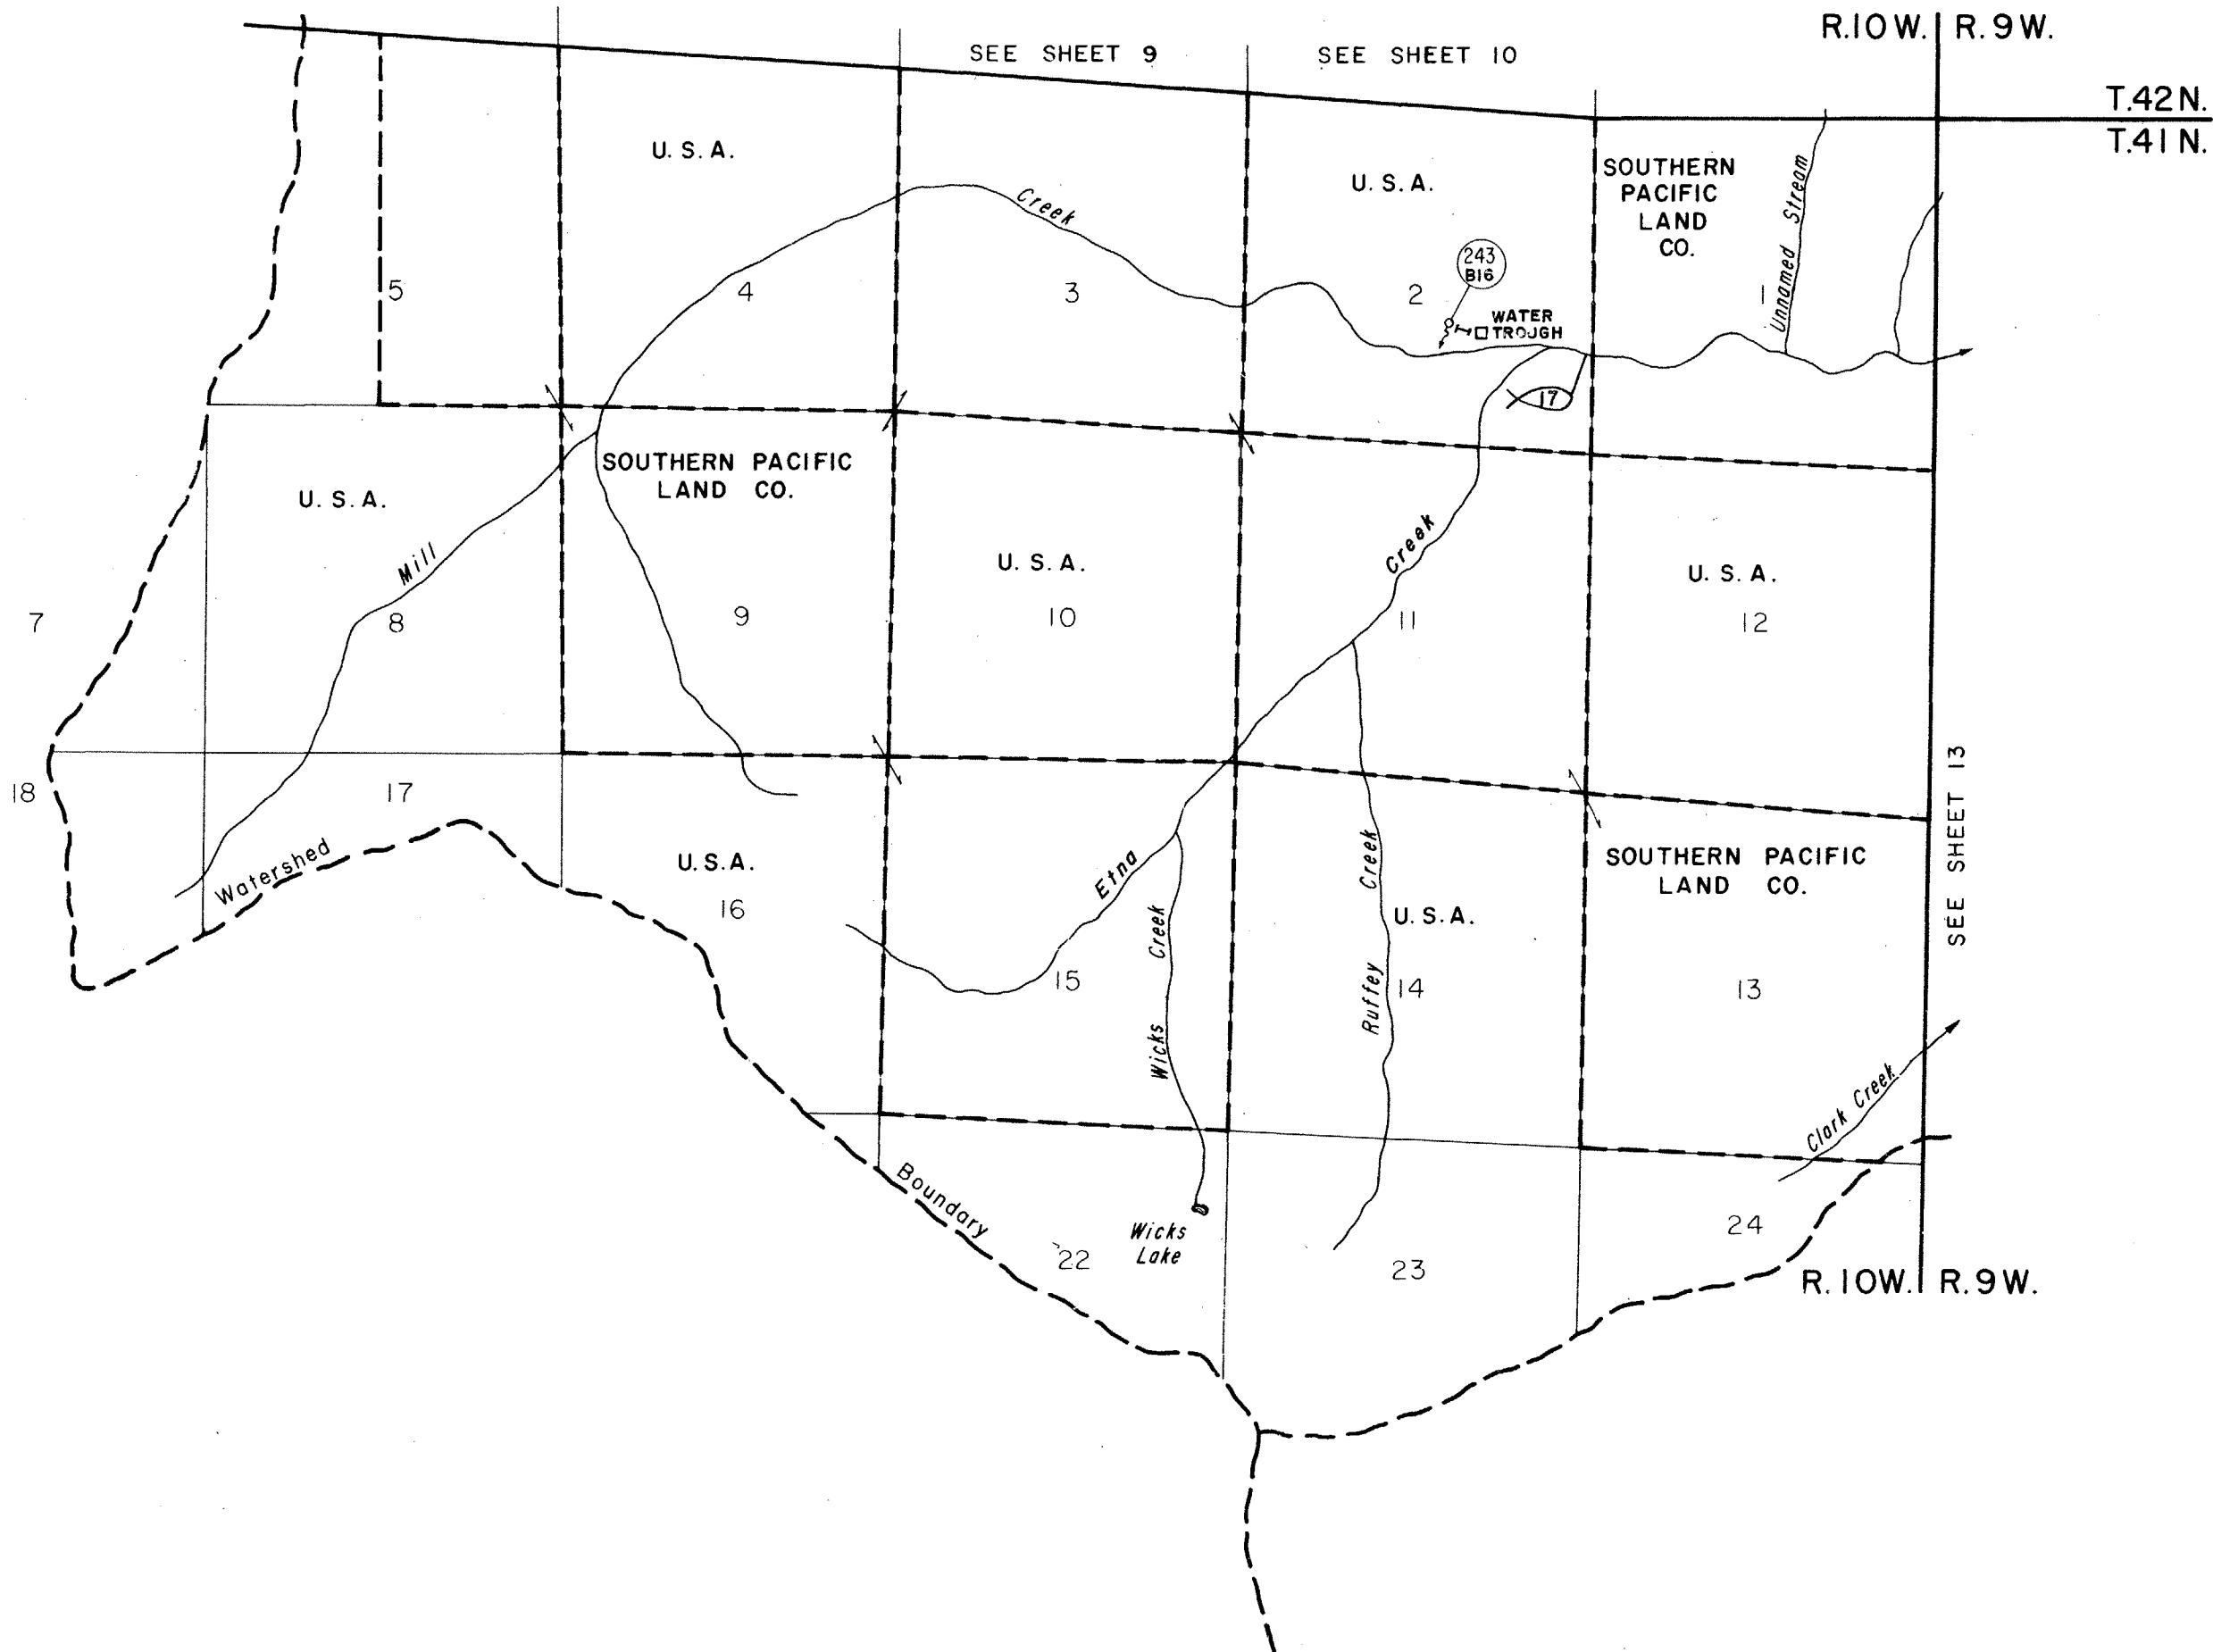 R.10W. R. 9W.
SEE SHEET 9
SEE SHEET 10
T.42N.
T.41N.
U. S. A.
U. S. A.
SOUTHERN
PACIFIC
LAND
CO.
Unnamed Stream
Creek
243
B16
5
4
3
2
1
WATER
TROUGH
17
SOUTHERN PACIFIC
LAND CO.
U. S. A.
Mill
Creek
U. S. A.
U. S. A.
7
8
9
10
11
12
SEE SHEET 13
18
17
Watershed
U.S.A.
16
Etna
Wicks Creek
Ruffey Creek
SOUTHERN PACIFIC
LAND CO.
U.S.A.
15
14
13
Clark Creek
Boundary
Wicks
Lake
22
23
24
R. 10W. R. 9W.